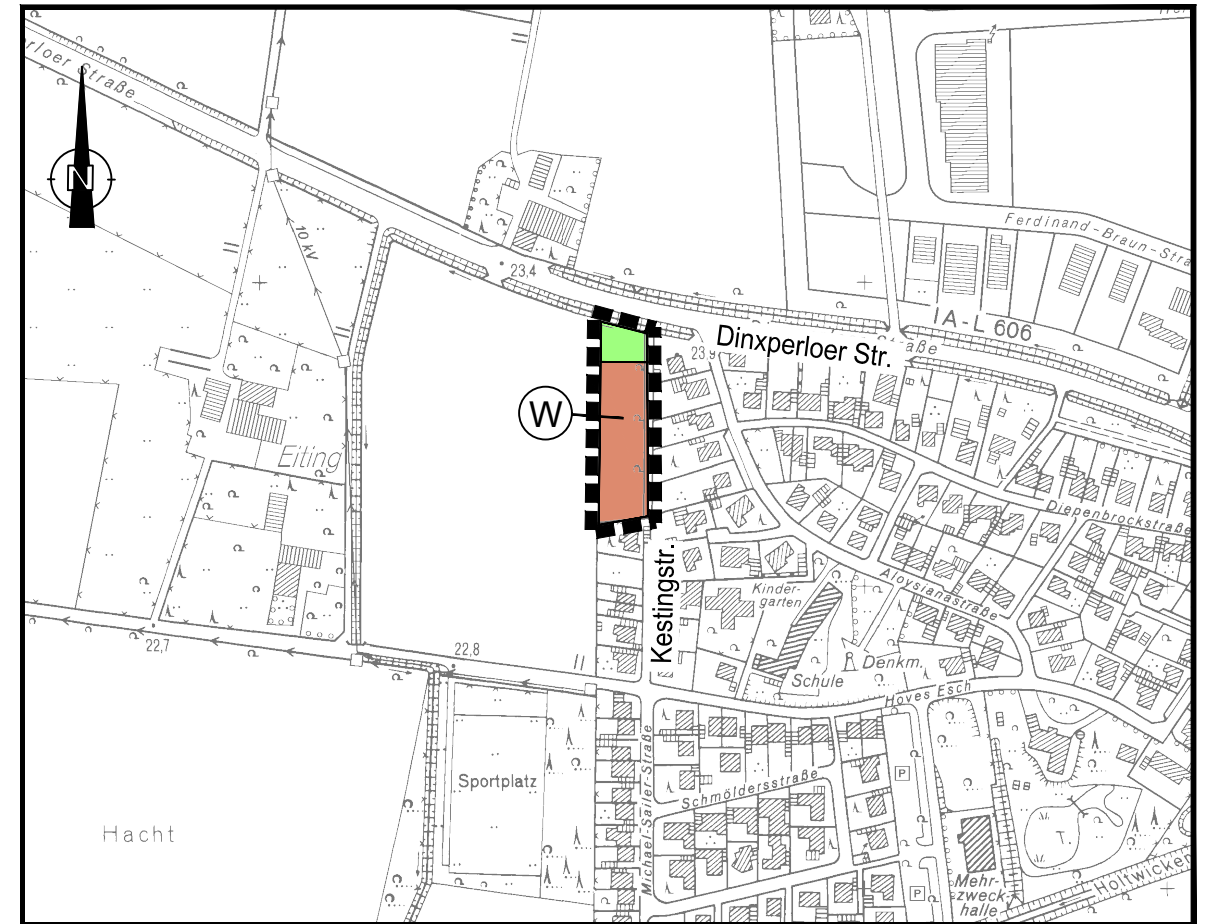 rloer Straße
N
10 kV
23,4
Ferdinand-Braun-Stra
IA-L 606
Dinxperloer Str.
aße
23,9
W
Eiting
Diepenbrockstraße
Aloysianastraße
Kinder-
garten
Kestingstr.
Denkm.
Schule
22,7
22,8
Hoves Esch
Michael-Sailer-Straße
Schmöldersstraße
Sportplatz
P
Hacht
T.
P
Mehr-
zweck-
halle
Holtwicker